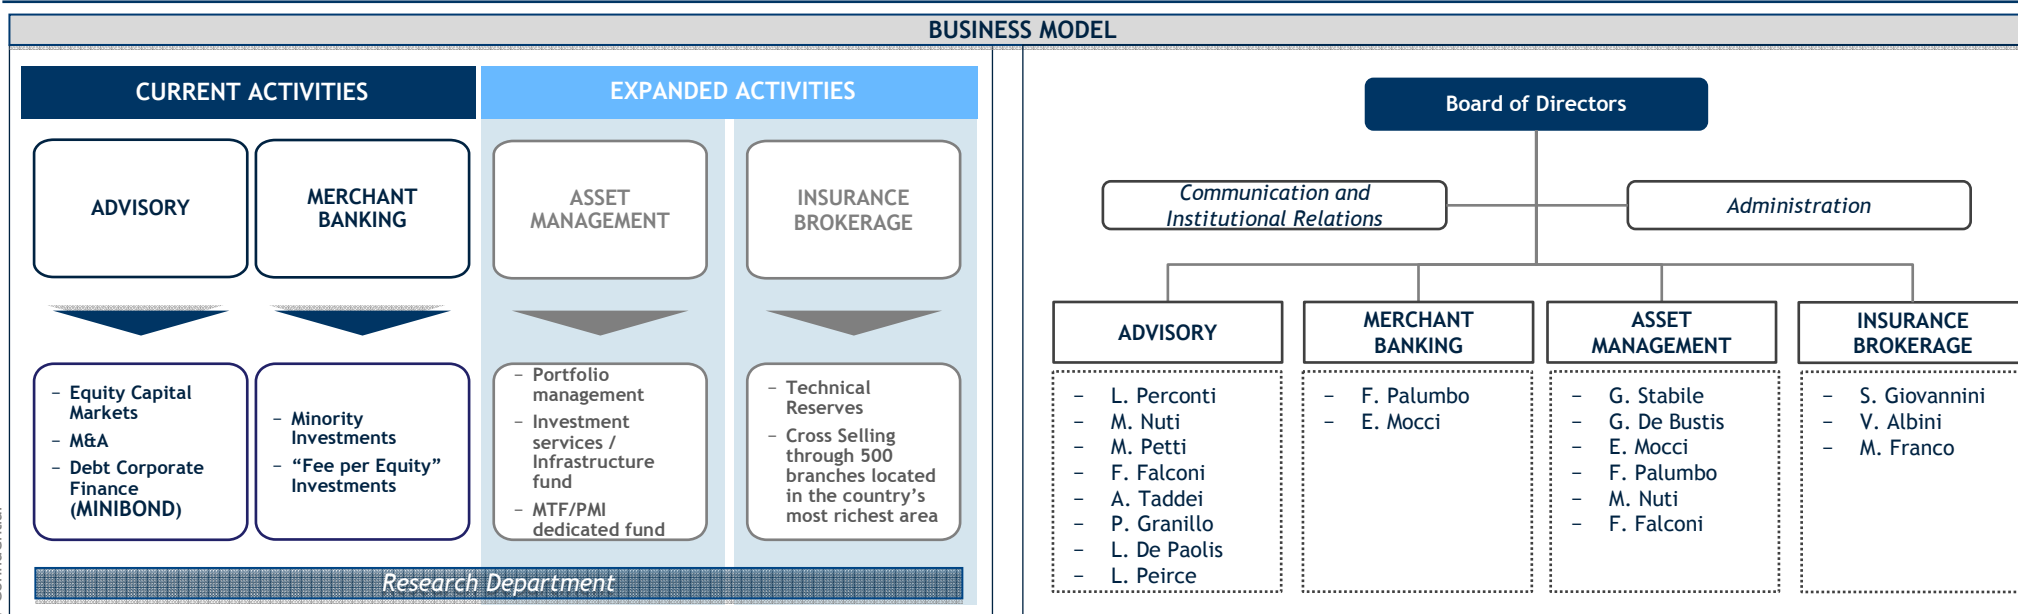 BUSINESS MODEL
CURRENT ACTIVITIES
EXPANDED ACTIVITIES
ADVISORY
MERCHANT
BANKING
ASSET
MANAGEMENT
INSURANCE
BROKERAGE
– Equity Capital
Markets
– M&A
– Debt Corporate
Finance
(MINIBOND)
– Minority
Investments
– “Fee per Equity”
Investments
– Portfolio
management
– Investment
services /
Infrastructure
fund
– MTF/PMI
dedicated fund
– Technical
Reserves
– Cross Selling
through 500
branches located
in the country’s
most richest area
Research Department
Board of Directors
Communication and
Institutional Relations
Administration
ADVISORY
– L. Perconti
– M. Nuti
– M. Petti
– F. Falconi
– A. Taddei
– P. Granillo
– L. De Paolis
– L. Peirce
MERCHANT
BANKING
– F. Palumbo
– E. Mocci
ASSET
MANAGEMENT
– G. Stabile
– G. De Bustis
– E. Mocci
– F. Palumbo
– M. Nuti
– F. Falconi
INSURANCE
BROKERAGE
– S. Giovannini
– V. Albini
– M. Franco